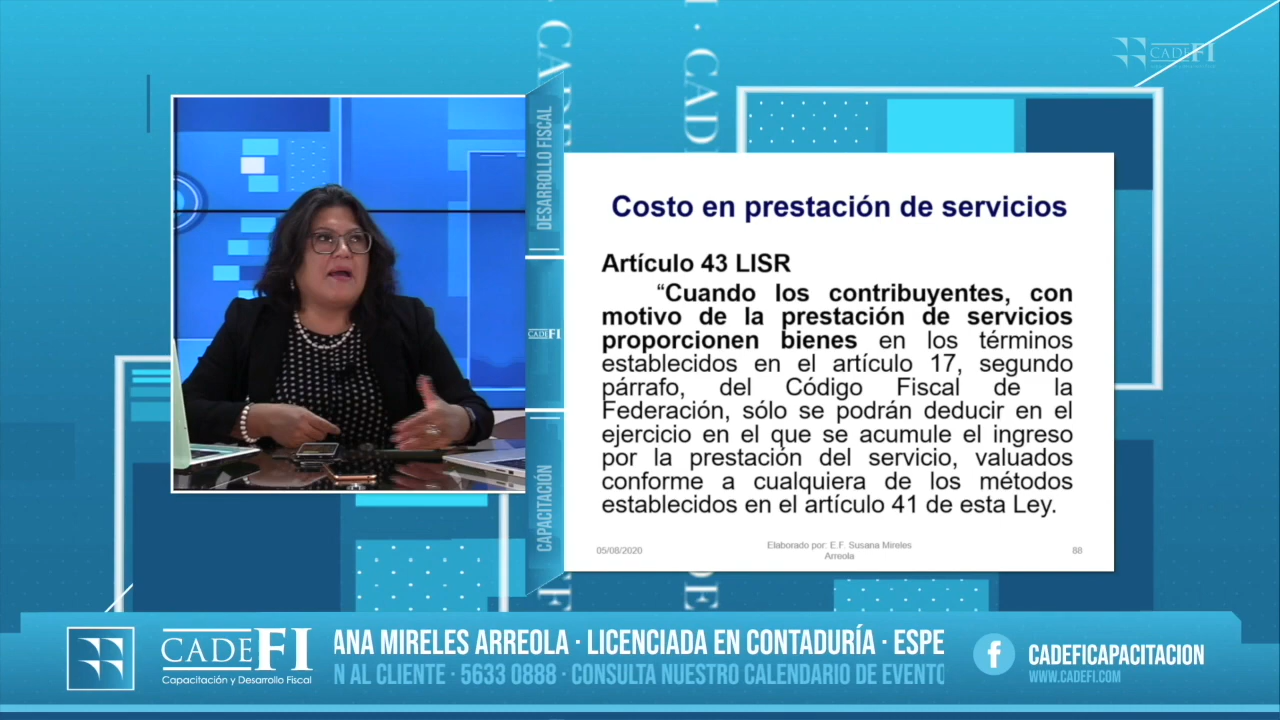 CADEFI
CADE
CAD
DESARROLLO FISCAL
Costo en prestación de servicios
Artículo 43 LISR
“Cuando los contribuyentes, con
motivo de la prestación de servicios
proporcionen bienes en los términos
establecidos en el artículo 17, segundo
párrafo, del Código Fiscal de la
Federación, sólo se podrán deducir en el
ejercicio en el que se acumule el ingreso
por la prestación del servicio, valuados
conforme a cualquiera de los métodos
establecidos en el artículo 41 de esta Ley.
CADEFI
CAPACITACIÓN
05/08/2020
Elaborado por: E.F. Susana Mireles
Arreola
88
CADEFI
Capacitación y Desarrollo Fiscal
ANA MIRELES ARREOLA · LICENCIADA EN CONTADURÍA · ESPE
N AL CLIENTE · 5633 0888 · CONSULTA NUESTRO CALENDARIO DE EVENTO
f
CADEFICAPACITACION
WWW.CADEFI.COM